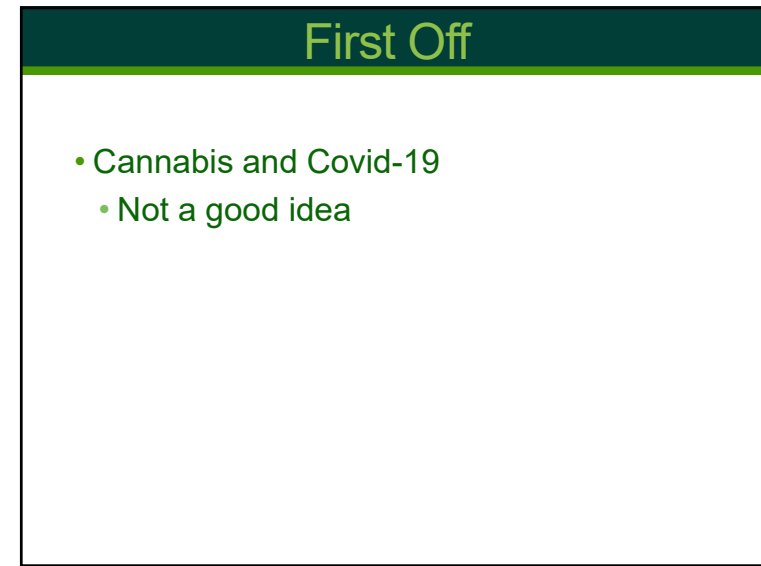 First Off
• Cannabis and Covid-19
• Not a good idea